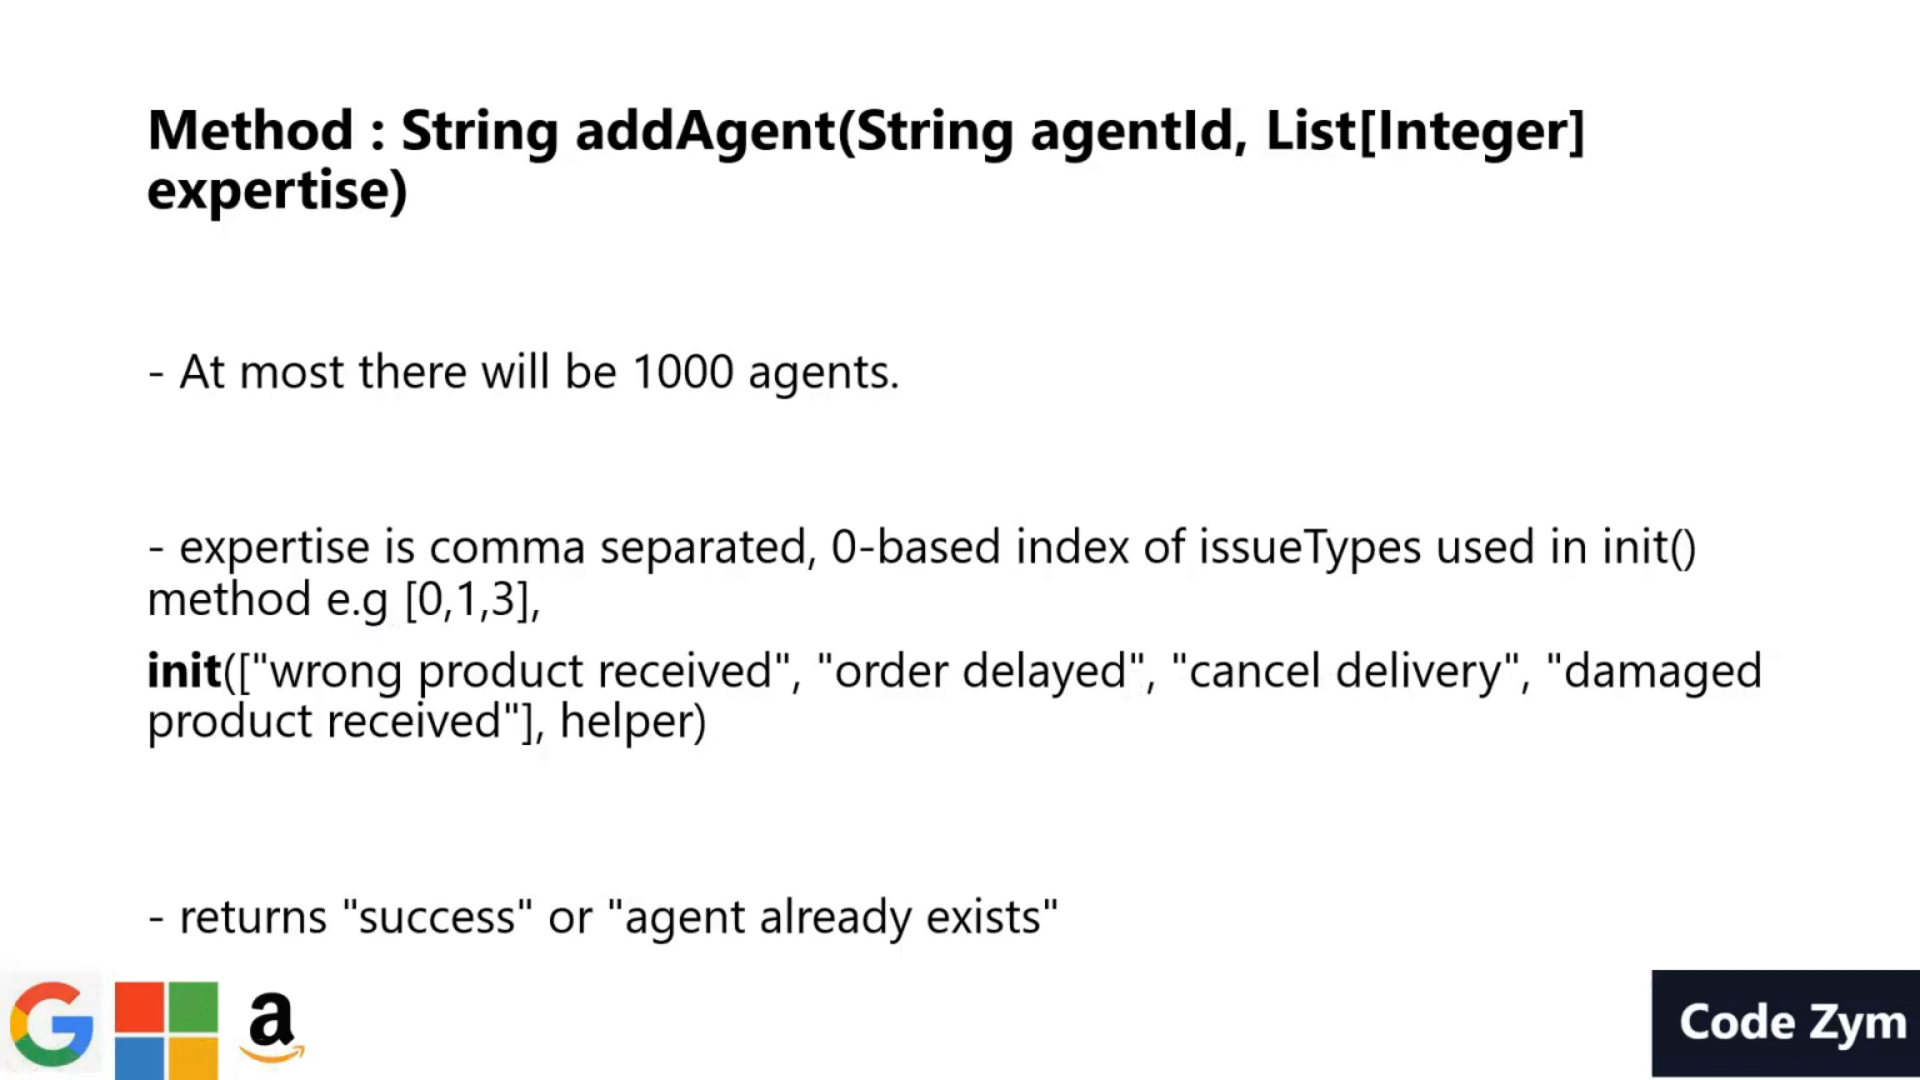 Method : String addAgent(String agentId, List[Integer]
expertise)
- At most there will be 1000 agents.
- expertise is comma separated, 0-based index of issueTypes used in init()
method e.g [0,1,3],
init(["wrong product received", "order delayed", "cancel delivery", "damaged
product received"], helper)
- returns "success" or "agent already exists"
Code Zym